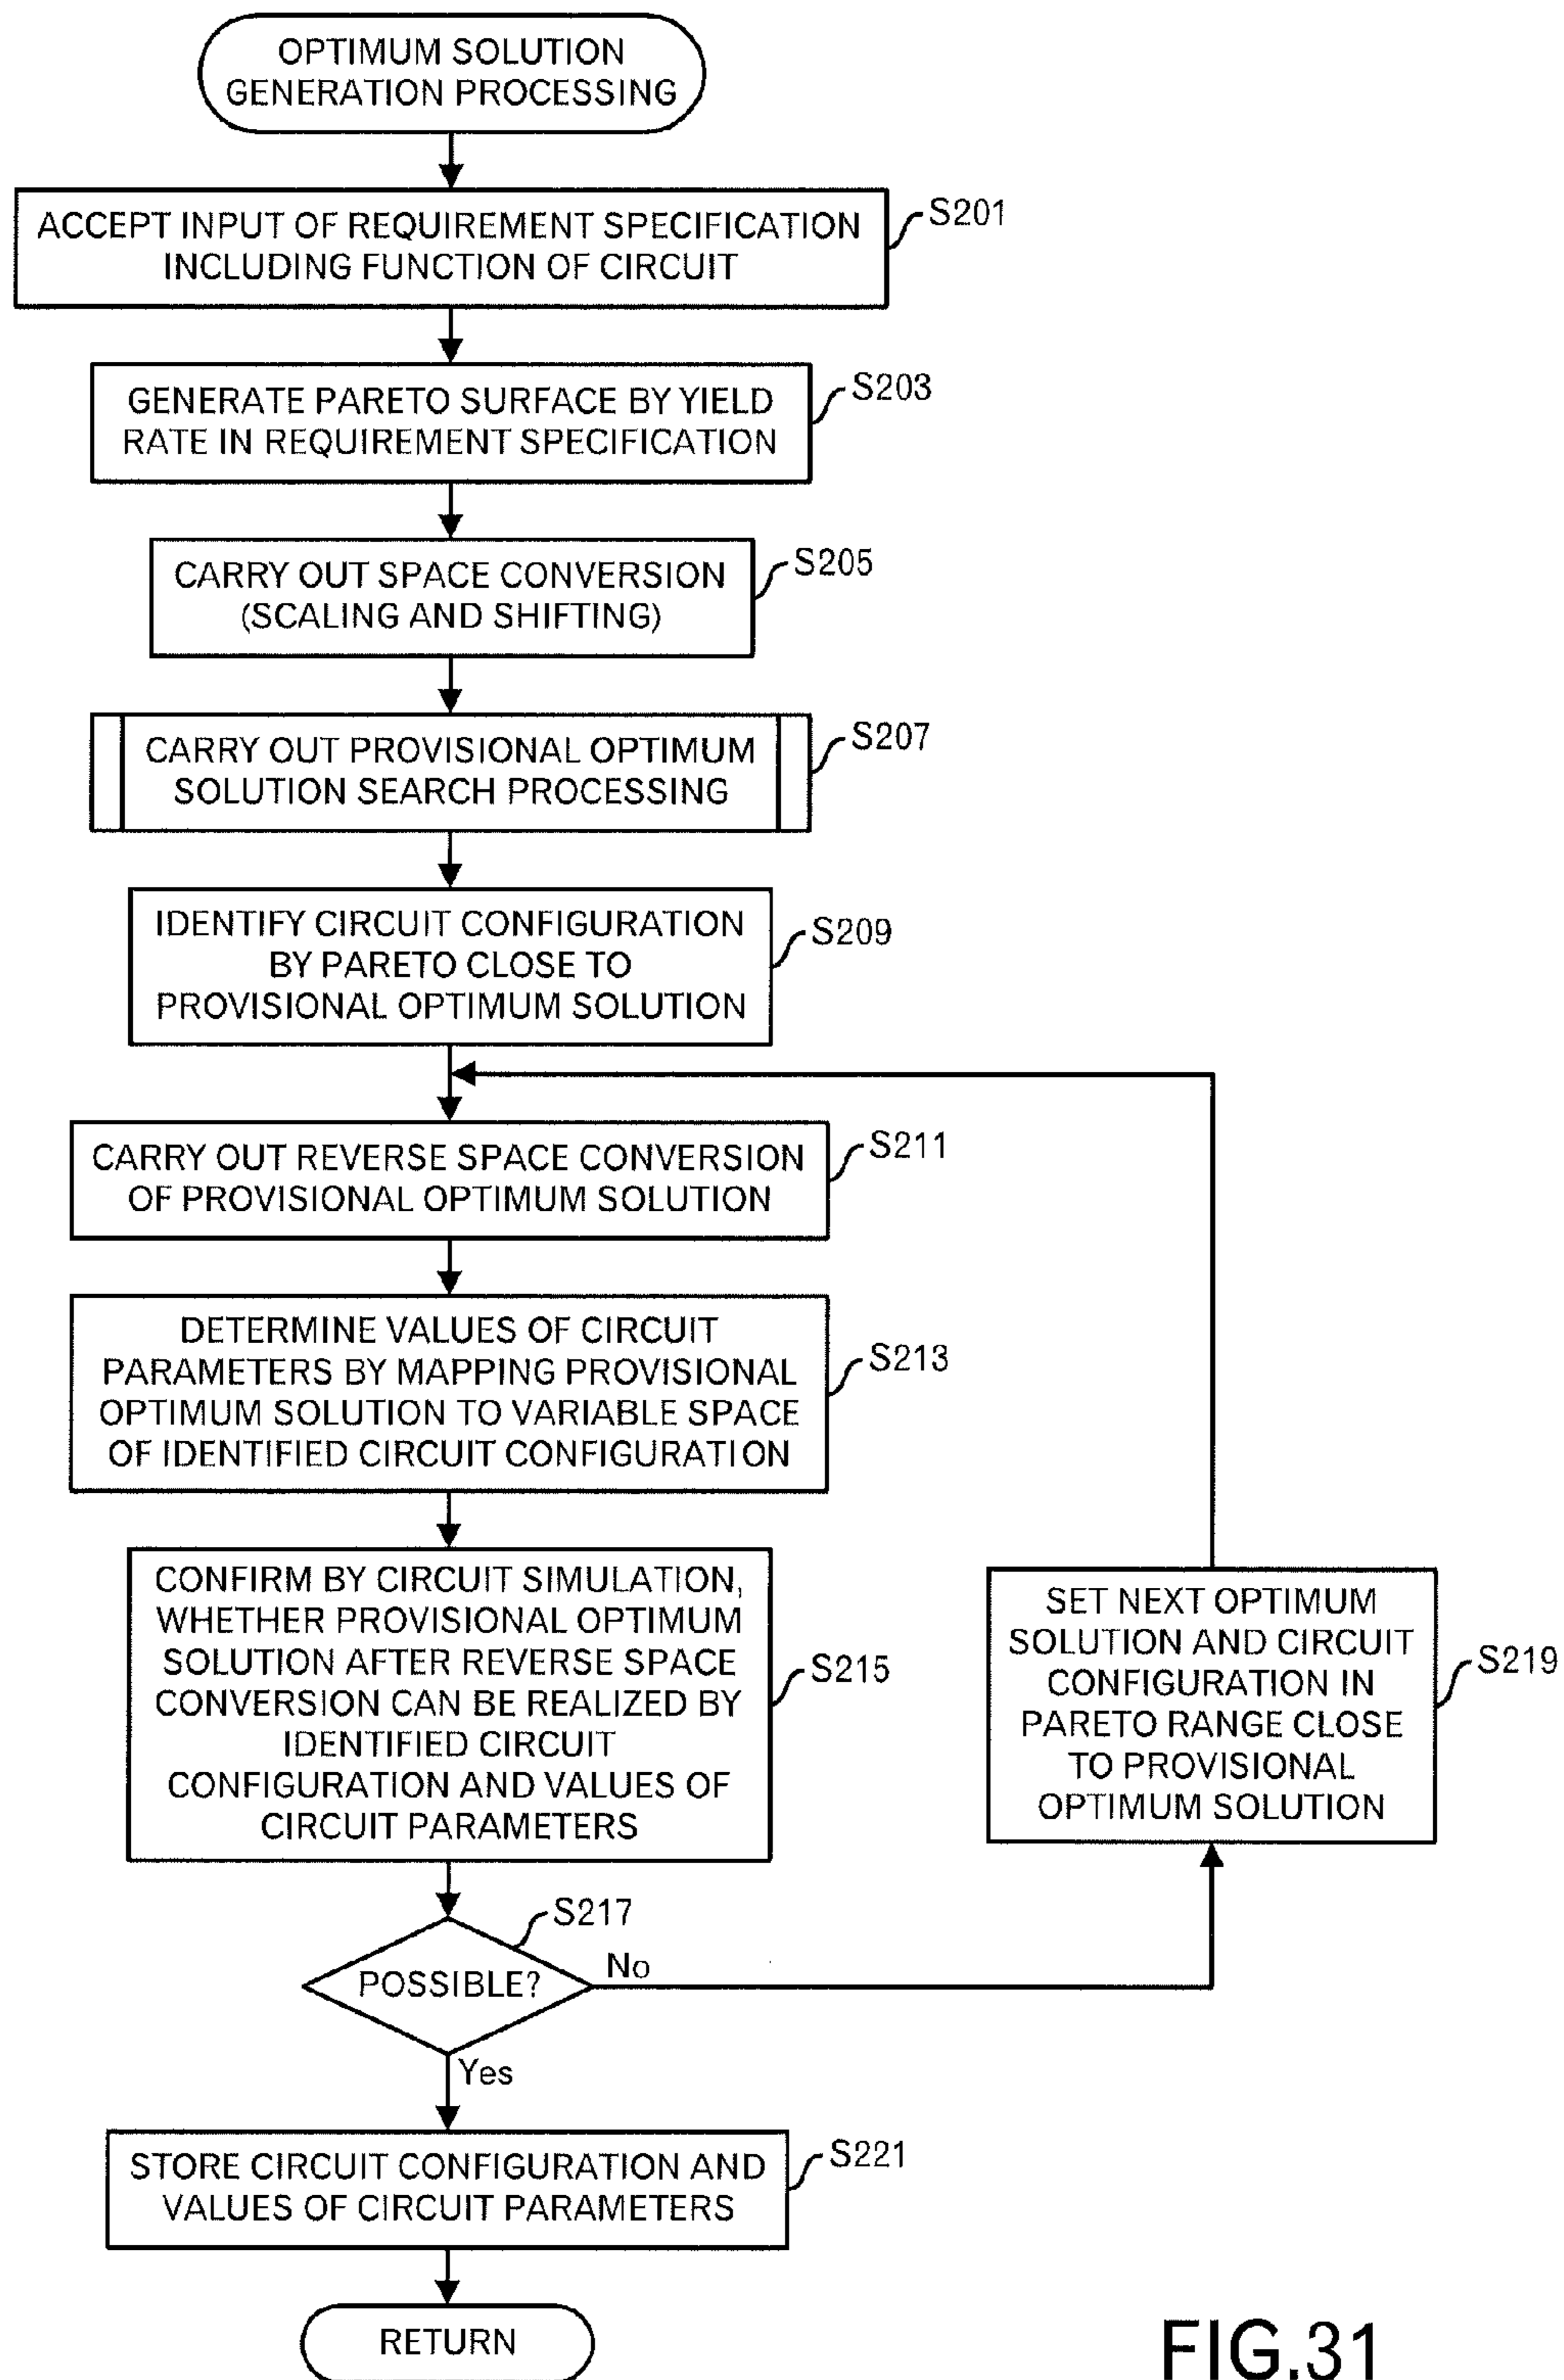 OPTIMUM SOLUTION
GENERATION PROCESSING
ACCEPT INPUT OF REQUIREMENT SPECIFICATION
INCLUDING FUNCTION OF CIRCUIT
S201
GENERATE PARETO SURFACE BY YIELD
RATE IN REQUIREMENT SPECIFICATION
S203
CARRY OUT SPACE CONVERSION
(SCALING AND SHIFTING)
S205
CARRY OUT PROVISIONAL OPTIMUM
SOLUTION SEARCH PROCESSING
S207
IDENTIFY CIRCUIT CONFIGURATION
BY PARETO CLOSE TO
PROVISIONAL OPTIMUM SOLUTION
S209
CARRY OUT REVERSE SPACE CONVERSION
OF PROVISIONAL OPTIMUM SOLUTION
S211
DETERMINE VALUES OF CIRCUIT
PARAMETERS BY MAPPING PROVISIONAL
OPTIMUM SOLUTION TO VARIABLE SPACE
OF IDENTIFIED CIRCUIT CONFIGURATION
S213
CONFIRM BY CIRCUIT SIMULATION,
WHETHER PROVISIONAL OPTIMUM
SOLUTION AFTER REVERSE SPACE
CONVERSION CAN BE REALIZED BY
IDENTIFIED CIRCUIT
CONFIGURATION AND VALUES OF
CIRCUIT PARAMETERS
S215
SET NEXT OPTIMUM
SOLUTION AND CIRCUIT
CONFIGURATION IN
PARETO RANGE CLOSE
TO PROVISIONAL
OPTIMUM SOLUTION
S219
S217
POSSIBLE?
No
Yes
STORE CIRCUIT CONFIGURATION AND
VALUES OF CIRCUIT PARAMETERS
S221
RETURN
FIG.31